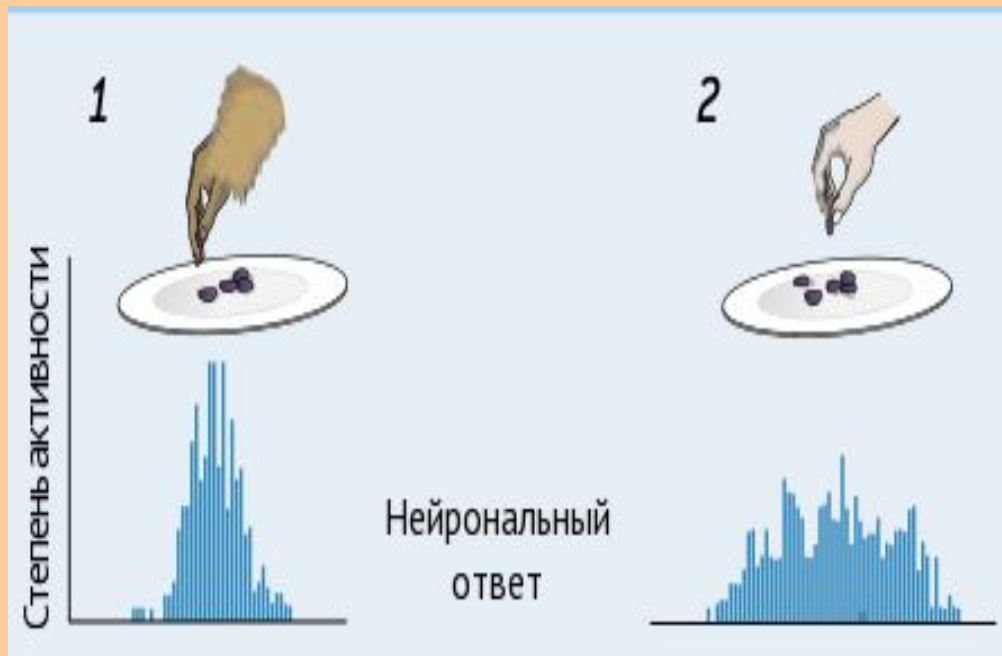 1
2
Степень активности
Нейрональный
ответ